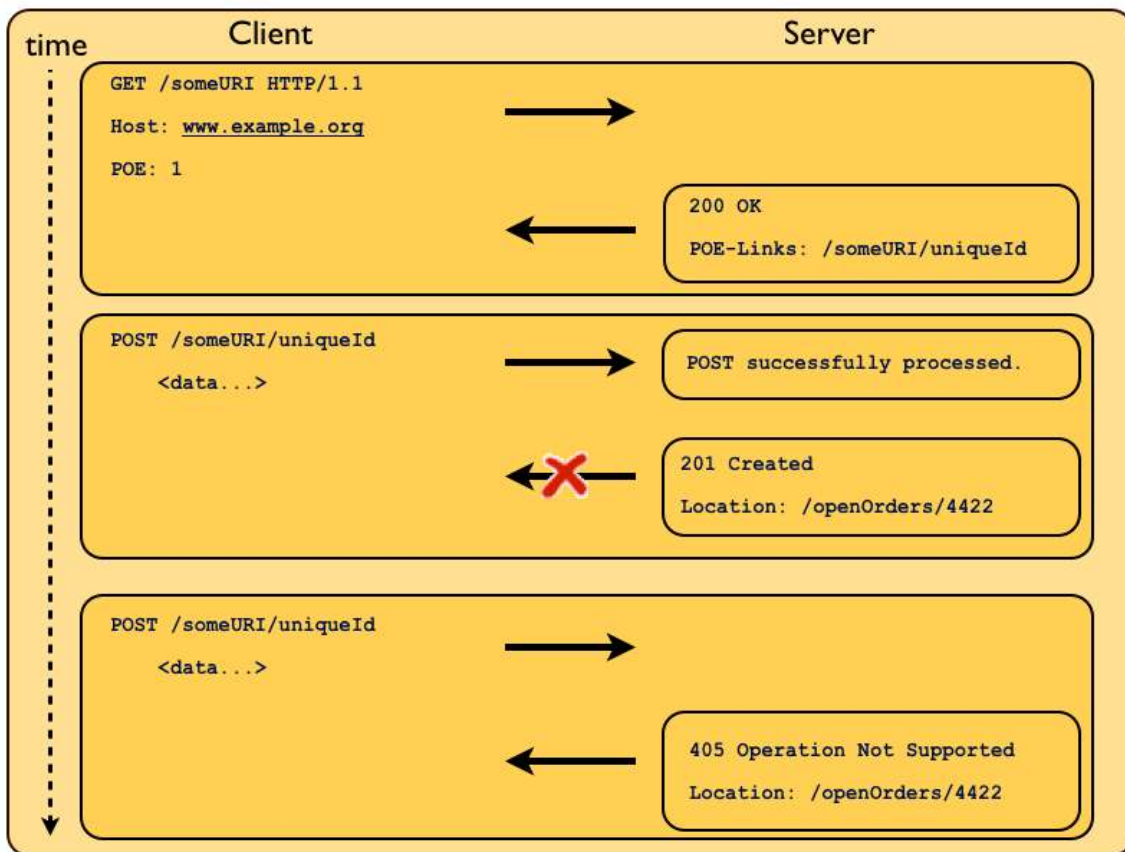 time
Client
Server
GET /someURI HTTP/1.1
Host: www.example.org
POE: 1
200 OK
POE-Links: /someURI/uniqueId
POST /someURI/uniqueId
<data...>
POST successfully processed.
201 Created
Location: /openOrders/4422
POST /someURI/uniqueId
<data...>
405 Operation Not Supported
Location: /openOrders/4422